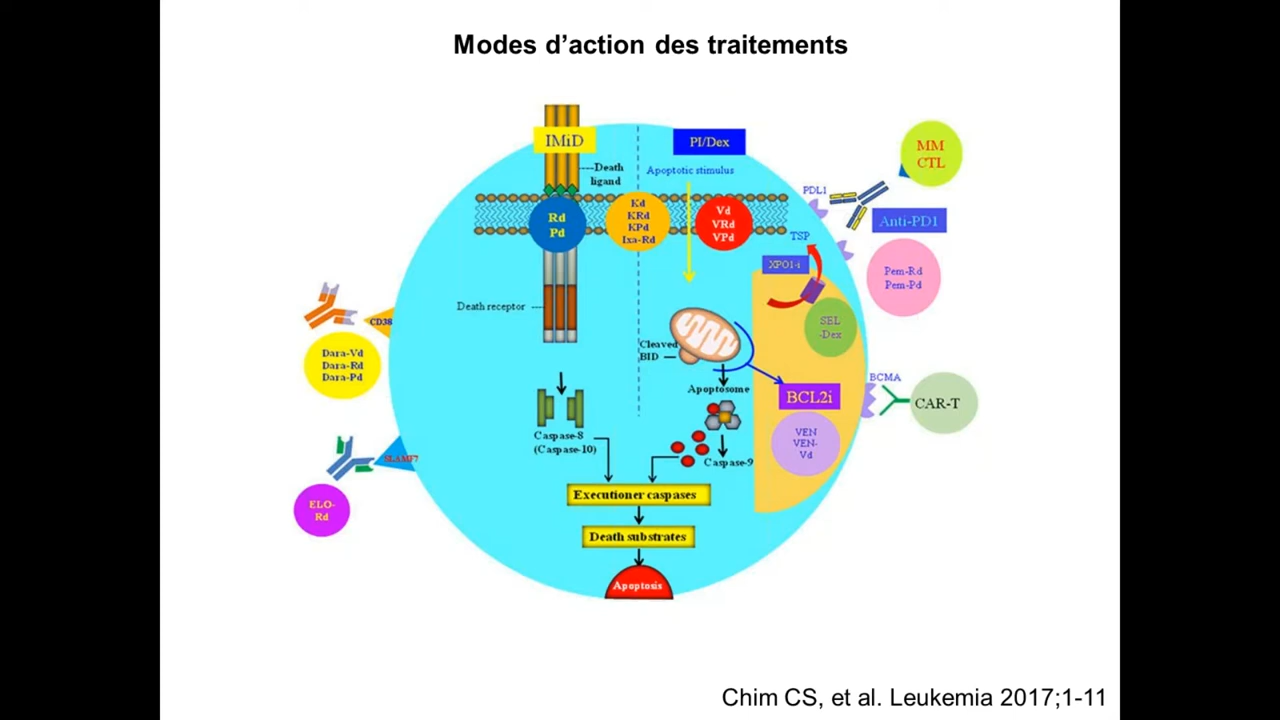 Modes d’action des traitements
IMiD
PI/Dex
MM
CTL
Death
ligand
Apoptotic stimulus
PDL1
Anti-PD1
Rd
Pd
Kd
KRd
KPd
Ixa-Rd
Vd
VRd
VPd
TSP
XPO1-i
Pem-Rd
Pem-Pd
Death receptor
CD38
SEL
-Dex
Dara-Vd
Dara-Rd
Dara-Pd
Cleaved
BID
Apoptosome
BCMA
BCL2i
CAR-T
Caspase-8
(Caspase-10)
VEN
VEN-
Vd
SLAMF7
Caspase-9
Executioner caspases
ELO-
Rd
Death substrates
Apoptosis
Chim CS, et al. Leukemia 2017;1-11